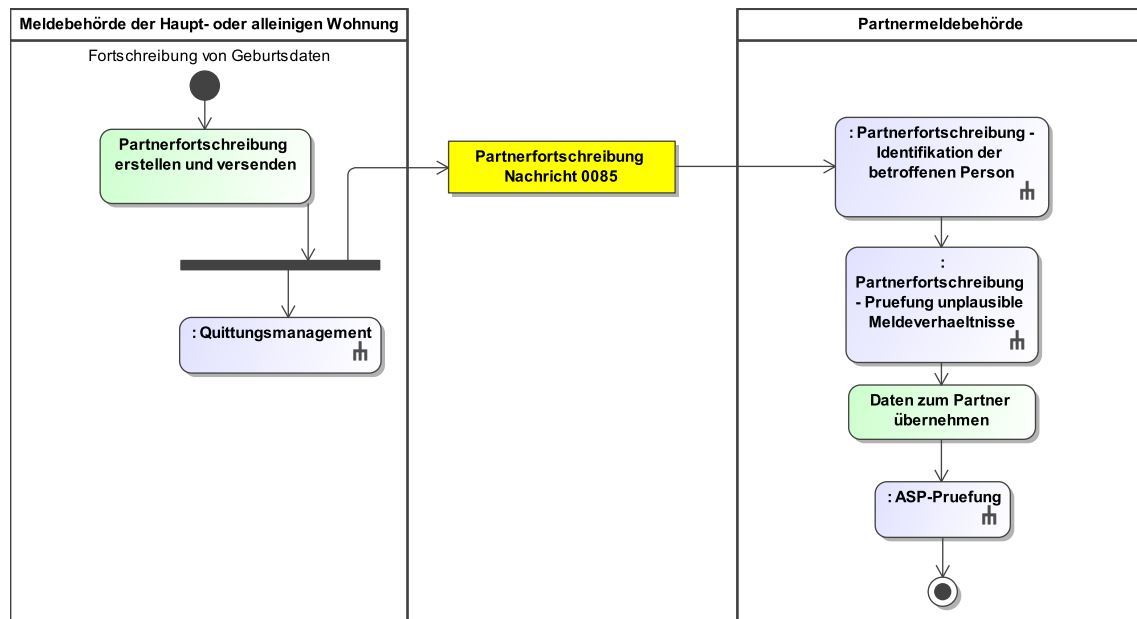 Meldebehörde der Haupt- oder alleinigen Wohnung
Fortschreibung von Geburtsdaten
Partnerfortschreibung
erstellen und versenden
: Quittungsmanagement
Partnerfortschreibung
Nachricht 0085
Partnermeldebehörde
: Partnerfortschreibung -
Identifikation der
betroffenen Person
:
Partnerfortschreibung
- Pruefung unplausible
Meldeverhaeltnisse
Daten zum Partner
übernehmen
: ASP-Pruefung